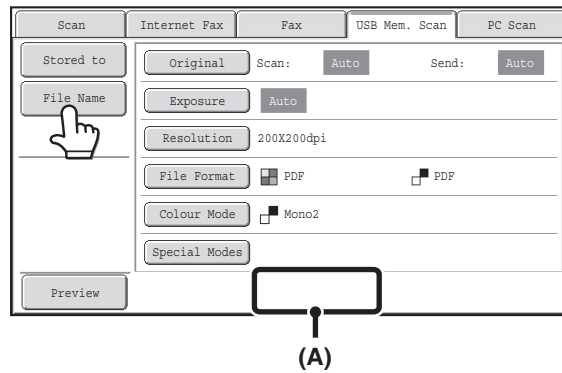 Scan Internet Fax Fax USB Mem. Scan PC Scan
Stored to Original Scan: Auto Send: Auto
File Name Exposure Auto
Resolution 200X200dpi
File Format PDF PDF
Colour Mode Mono2
Special Modes
Preview
(A)